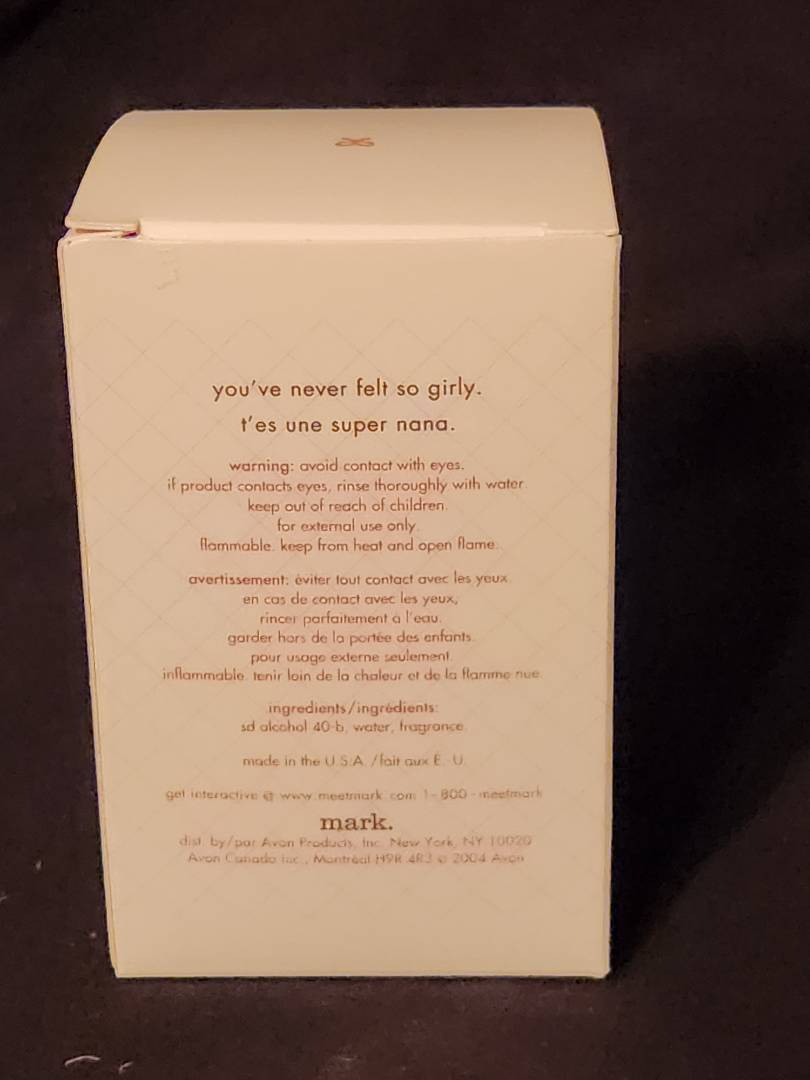 you've never felt so girly.
t'es une super nana.
warning: avoid contact with eyes.
if product contacts eyes, rinse thoroughly with water.
keep out of reach of children.
for external use only.
flammable. keep from heat and open flame.
avertissement: éviter tout contact avec les yeux.
en cas de contact avec les yeux,
rincer parfaitement à l'eau.
garder hors de la portée des enfants.
pour usage externe seulement.
inflammable. tenir loin de la chaleur et de la flamme nue.
ingredients/ingrédients:
sd alcohol 40-b, water, fragrance.
made in the U.S.A. /fait aux É.-U.
get interactive @ www.meetmark.com 1-800-meetmark
mark.
dist. by/par Avon Products, Inc. New York, NY 10020
Avon Canada Inc., Montréal H9R 4R3 © 2004 Avon